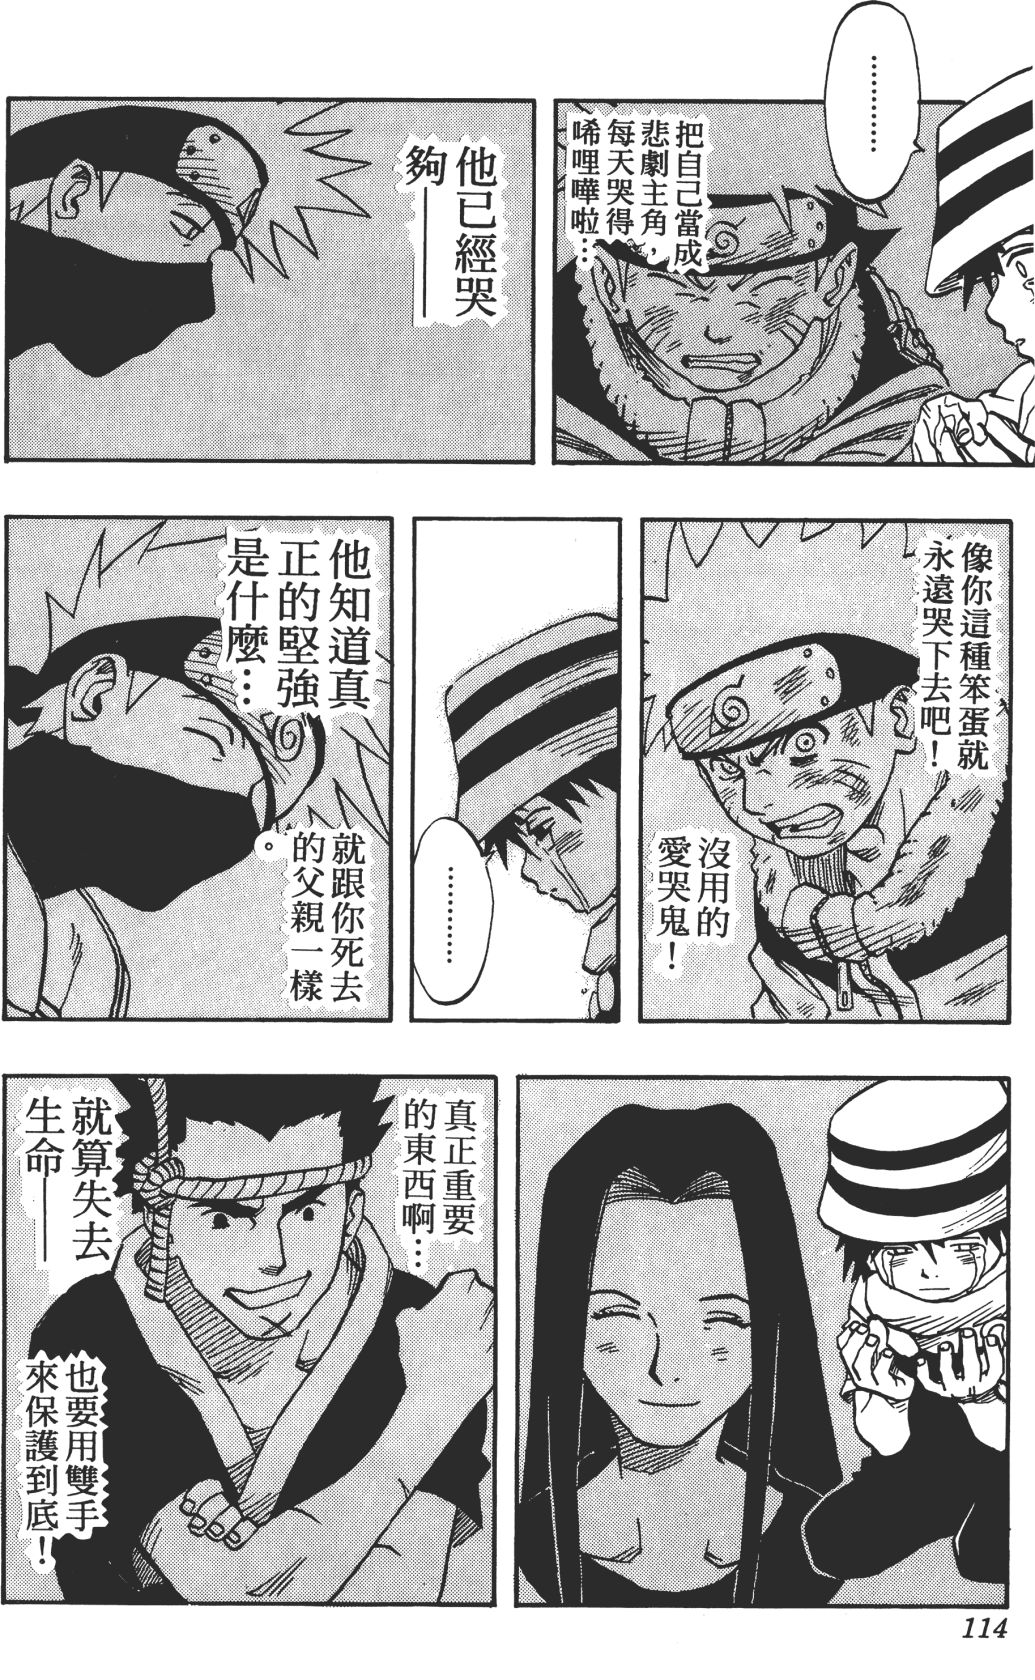 …………
把自己當成
悲劇主角，
每天哭得
唏哩嘩啦…
他已經哭
夠——
像你這種笨蛋就
永遠哭下去吧！
沒用的
愛哭鬼！
…………
他知道真
正的堅強
是什麼…
就跟你死去
的父親一樣
。
真正重要
的東西啊…
就算失去
生命——
也要用雙手
來保護到底！
114